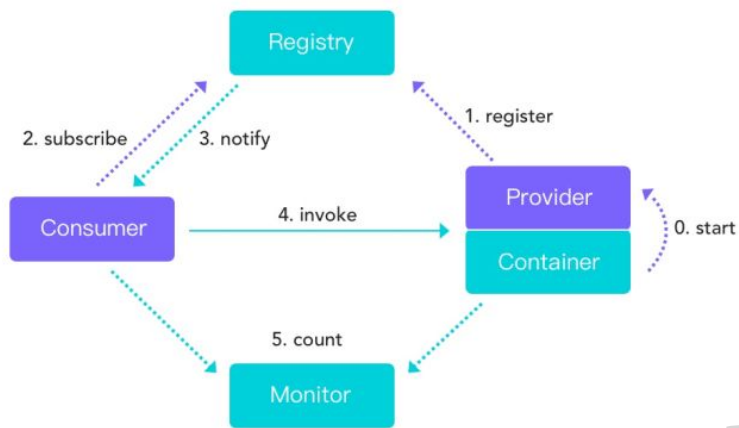 Registry
1. register
2. subscribe
3. notify
Provider
Consumer
4. invoke
0. start
Container
5. count
Monitor